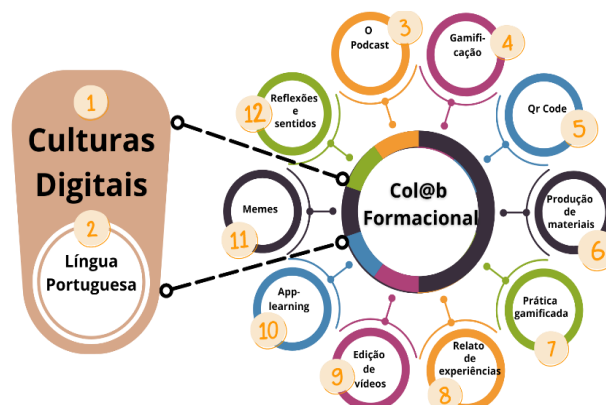 1
Culturas
Digitais
2
Língua
Portuguesa
Col@b
Formacional
3
O
Podcast
4
Gamifi-
cação
5
Qr Code
6
Produção
de
materiais
7
Prática
gamificada
8
Relato
de
experiências
9
Edição
de
vídeos
10
App-
learning
11
Memes
12
Reflexões
e
sentidos